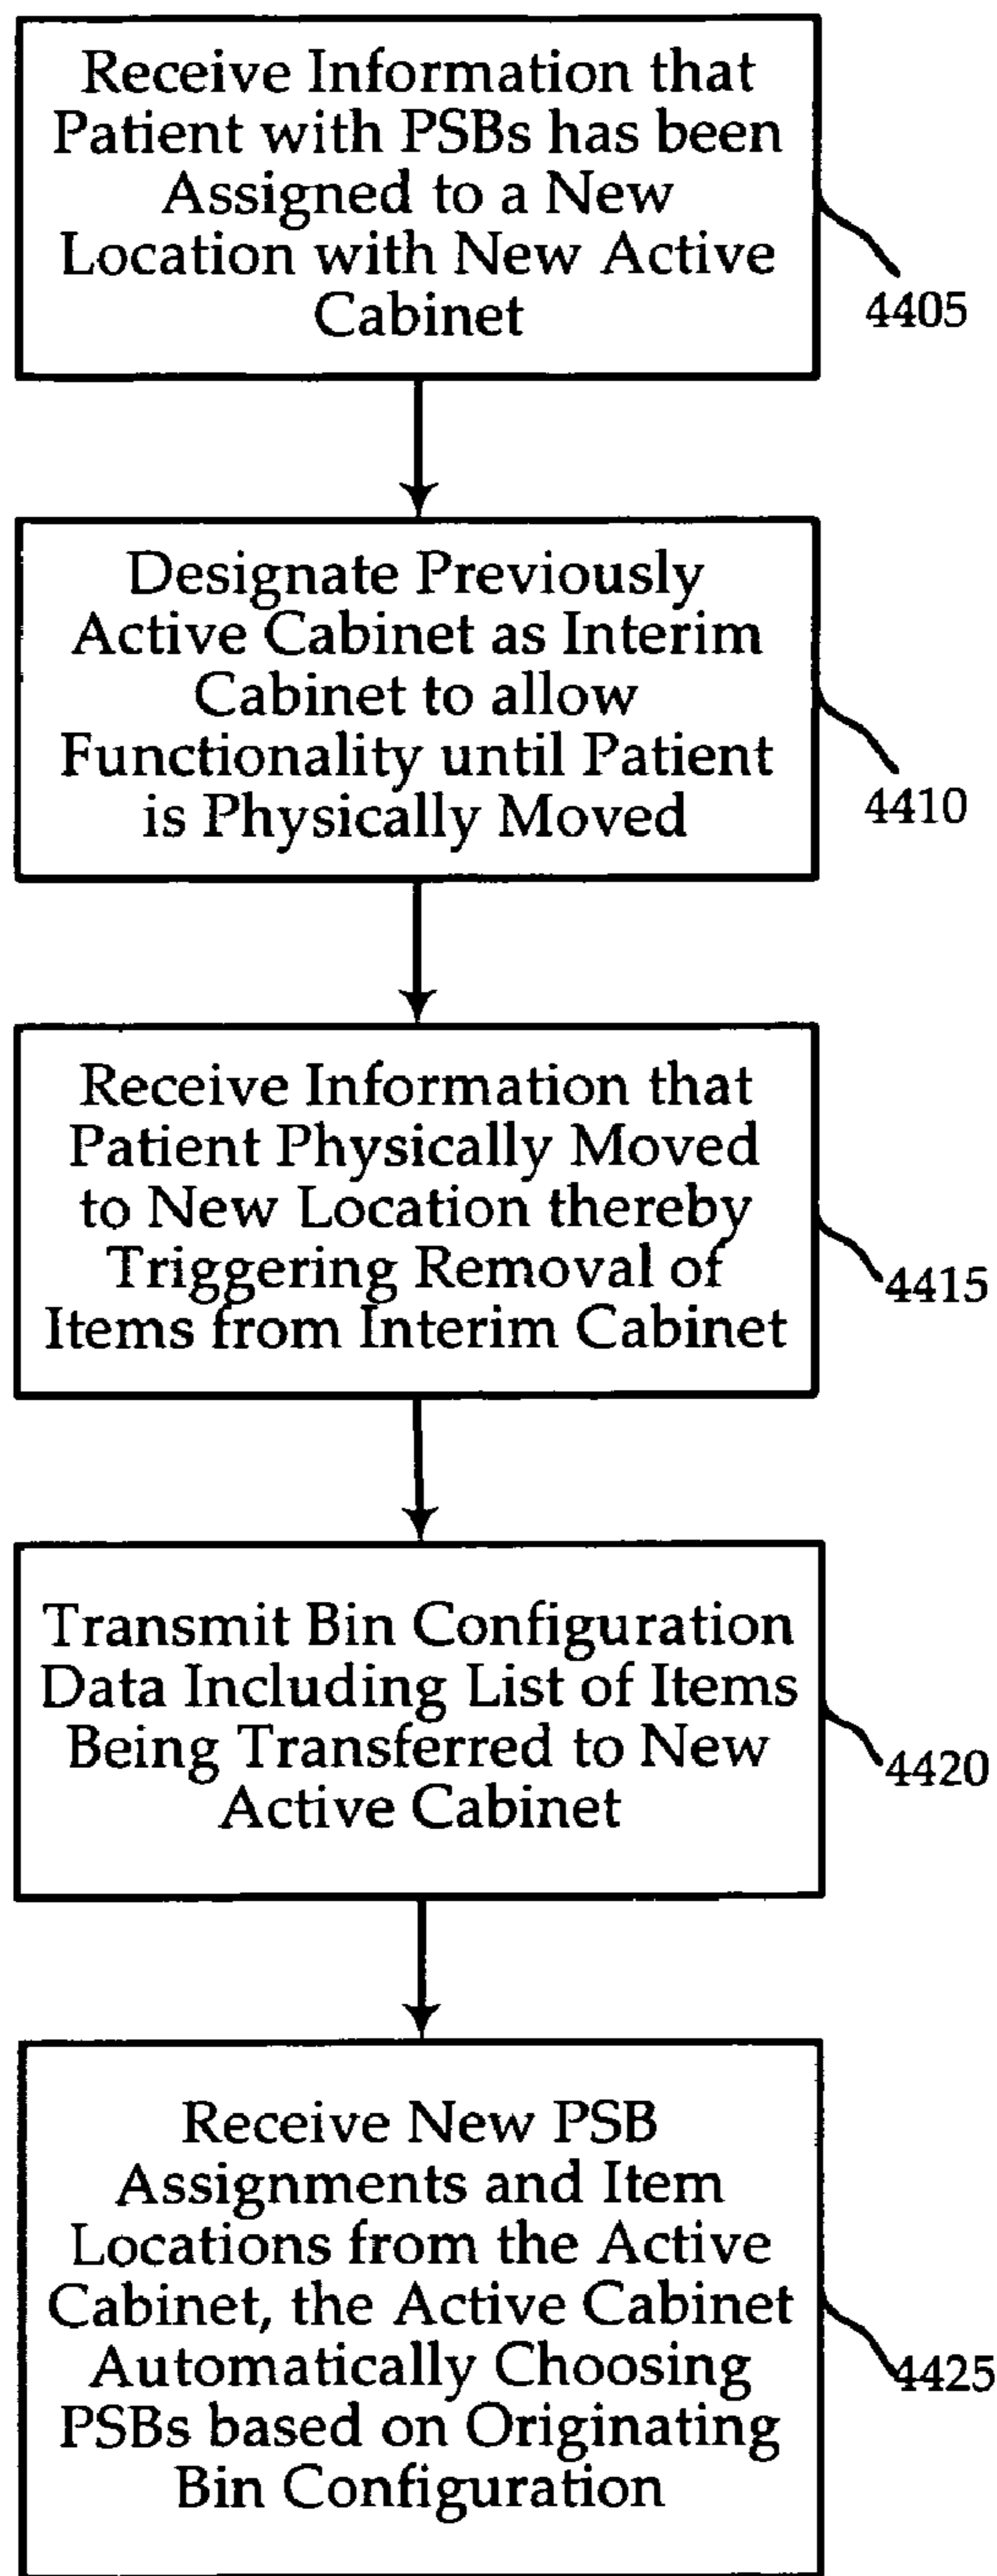 Receive Information that
Patient with PSBs has been
Assigned to a New
Location with New Active
Cabinet
4405
Designate Previously
Active Cabinet as Interim
Cabinet to allow
Functionality until Patient
is Physically Moved
4410
Receive Information that
Patient Physically Moved
to New Location thereby
Triggering Removal of
Items from Interim Cabinet
4415
Transmit Bin Configuration
Data Including List of Items
Being Transferred to New
Active Cabinet
4420
Receive New PSB
Assignments and Item
Locations from the Active
Cabinet, the Active Cabinet
Automatically Choosing
PSBs based on Originating
Bin Configuration
4425